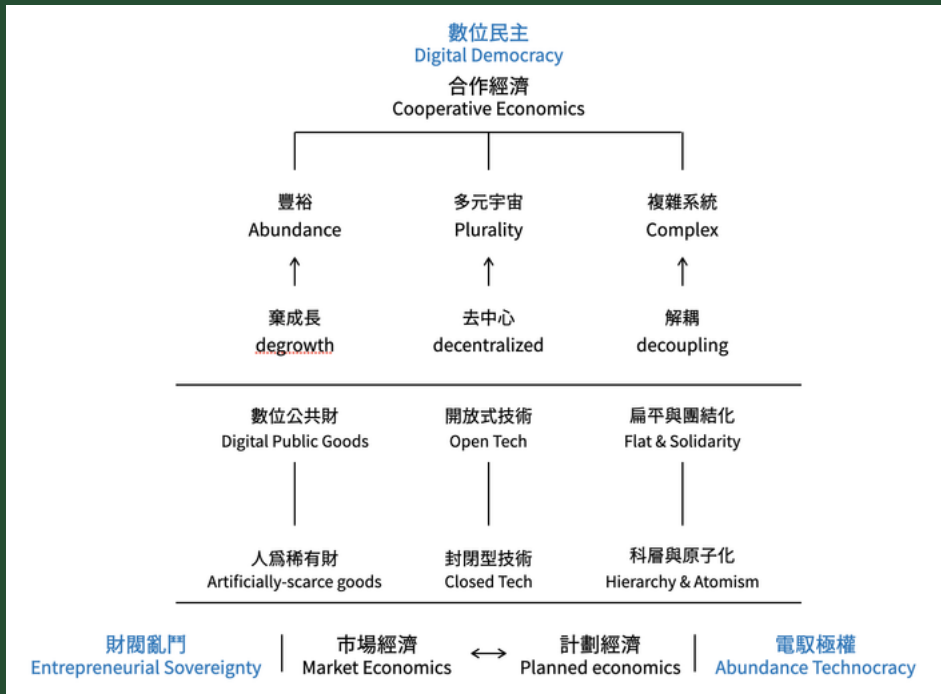 數位民主
Digital Democracy
合作經濟
Cooperative Economics
豐裕
Abundance
多元宇宙
Plurality
複雜系統
Complex
棄成長
degrowth
去中心
decentralized
解耦
decoupling
數位公共財
Digital Public Goods
開放式技術
Open Tech
扁平與團結化
Flat & Solidarity
人爲稀有財
Artificially-scarce goods
封閉型技術
Closed Tech
科層與原子化
Hierarchy & Atomism
財閥亂鬥
Entrepreneurial Sovereignty
市場經濟
Market Economics
計劃經濟
Planned economics
電馭極權
Abundance Technocracy